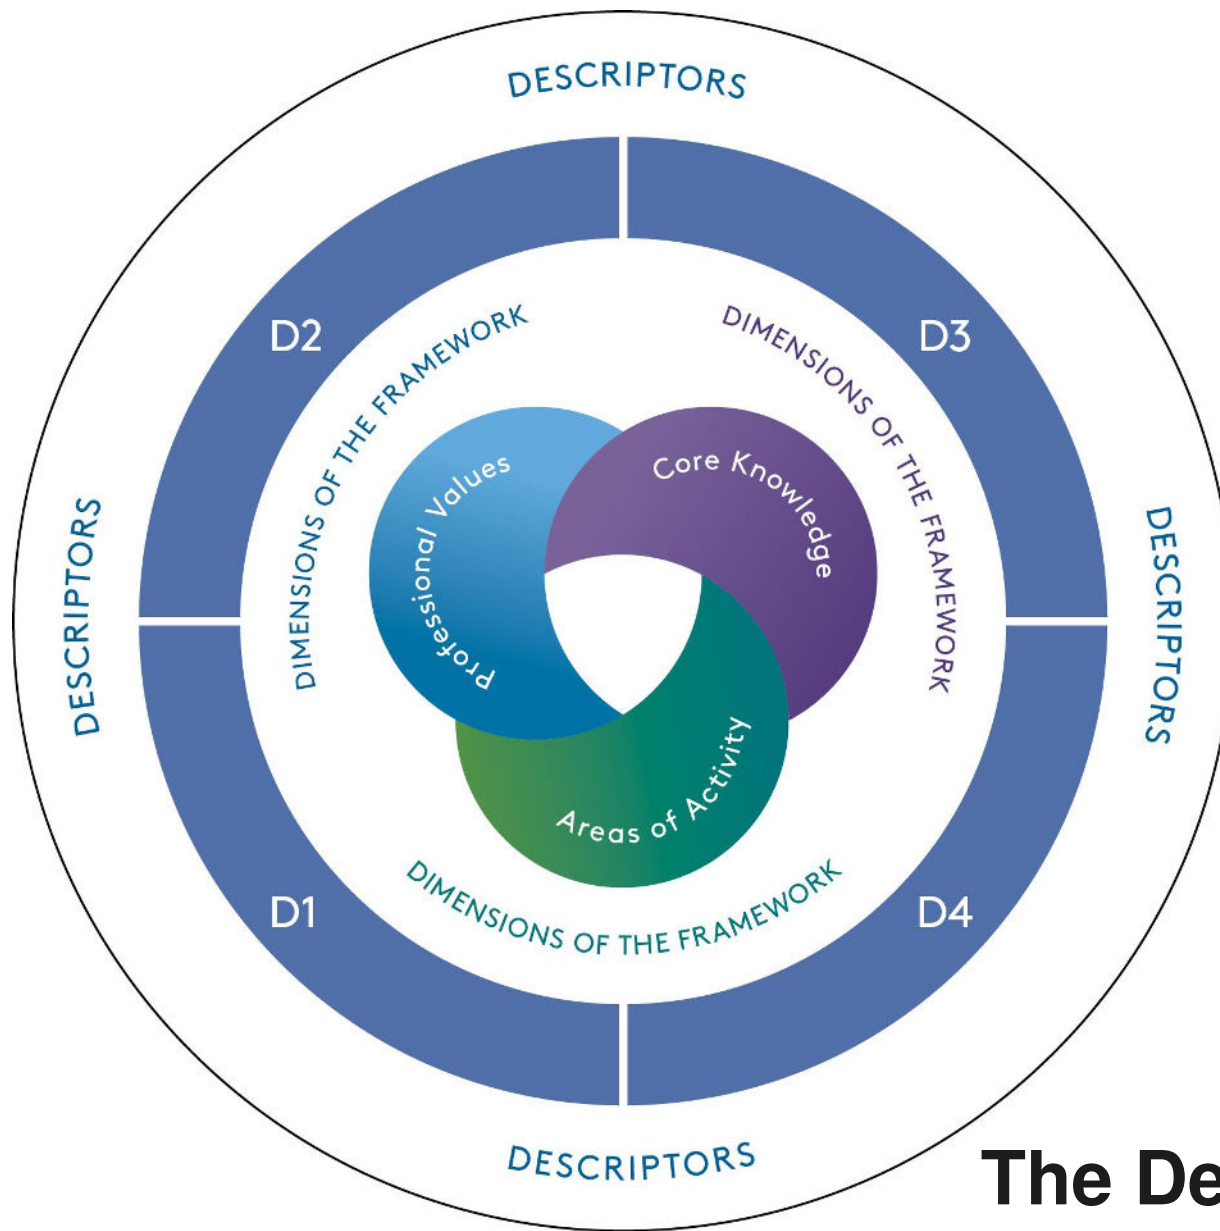 DESCRIPTORS
D2
D3
DIMENSIONS OF THE FRAMEWORK
DIMENSIONS OF THE FRAMEWORK
Professional Values
Core Knowledge
DESCRIPTORS
DESCRIPTORS
Areas of Activity
DIMENSIONS OF THE FRAMEWORK
D1
D4
DESCRIPTORS
The De